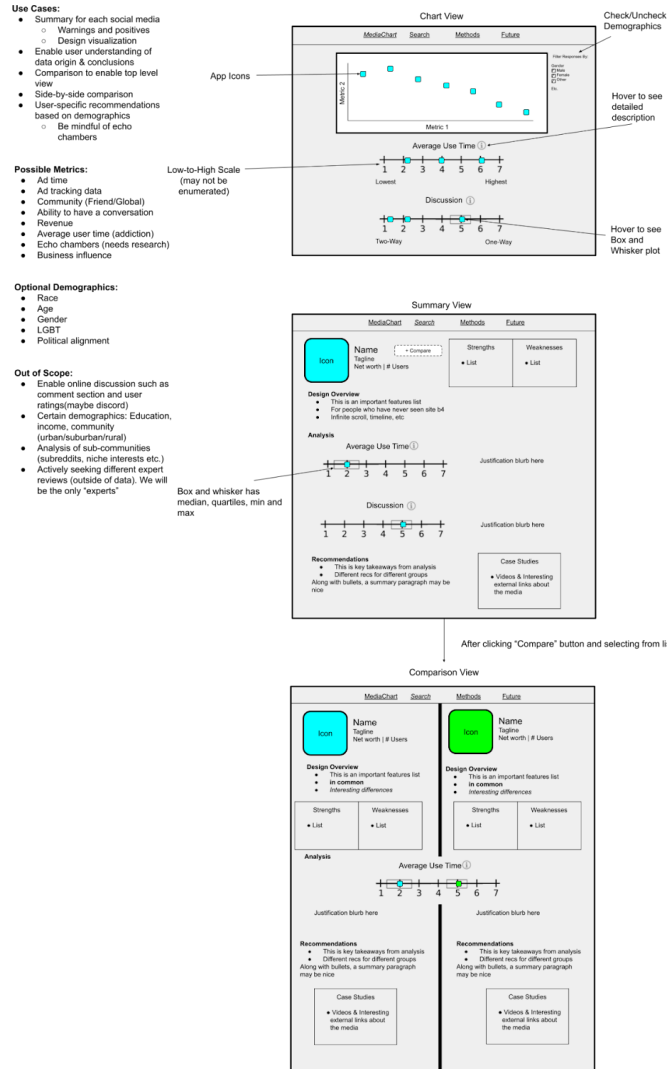 Use Cases:
● Summary for each social media
○ Warnings and positives
○ Design visualization
● Enable user understanding of
data origin & conclusions
● Comparison to enable top level
view
● Side-by-side comparison
● User-specific recommendations
based on demographics
○ Be mindful of echo
chambers
Possible Metrics:
● Ad time
● Ad tracking data
● Community (Friend/Global)
● Ability to have a conversation
● Revenue
● Average user time (addiction)
● Echo chambers (needs research)
● Business influence
Optional Demographics:
● Race
● Age
● Gender
● LGBT
● Political alignment
Out of Scope:
● Enable online discussion such as
comment section and user
ratings(maybe discord)
● Certain demographics: Education,
income, community
(urban/suburban/rural)
● Analysis of sub-communities
(subreddits, niche interests etc.)
● Actively seeking different expert
reviews (outside of data). We will
be the only “experts”
Chart View
MediaChart Search Methods Future
Check/Uncheck
Demographics
App Icons
Metric 2
Metric 1
Filter Responses By:
Gender
Male
Female
Other
Etc.
Hover to see
detailed
description
Average Use Time
1 2 3 4 5 6 7
Lowest Highest
Low-to-High Scale
(may not be
enumerated)
Discussion
1 2 3 4 5 6 7
Two-Way One-Way
Hover to see
Box and
Whisker plot
Summary View
MediaChart Search Methods Future
Icon
Name
Tagline
Net worth | # Users
+ Compare
Strengths
● List
Weaknesses
● List
Design Overview
● This is an important features list
● For people who have never seen site b4
● Infinite scroll, timeline, etc
Analysis
Average Use Time
1 2 3 4 5 6 7
Justification blurb here
Box and whisker has
median, quartiles, min and
max
Discussion
1 2 3 4 5 6 7
Justification blurb here
Recommendations
● This is key takeaways from analysis
● Different recs for different groups
Along with bullets, a summary paragraph may be
nice
Case Studies
● Videos & Interesting
external links about
the media
After clicking “Compare” button and selecting from li
Comparison View
MediaChart Search Methods Future
Icon
Name
Tagline
Net worth | # Users
Design Overview
● This is an important features list
● in common
● Interesting differences
Strengths
● List
Weaknesses
● List
Icon
Name
Tagline
Net worth | # Users
Design Overview
● This is an important features list
● in common
● Interesting differences
Strengths
● List
Weaknesses
● List
Analysis
Average Use Time
1 2 3 4 5 6 7
Justification blurb here
Justification blurb here
Recommendations
● This is key takeaways from analysis
● Different recs for different groups
Along with bullets, a summary paragraph
may be nice
Case Studies
● Videos & Interesting
external links about
the media
Recommendations
● This is key takeaways from analysis
● Different recs for different groups
Along with bullets, a summary paragraph
may be nice
Case Studies
● Videos & Interesting
external links about
the media